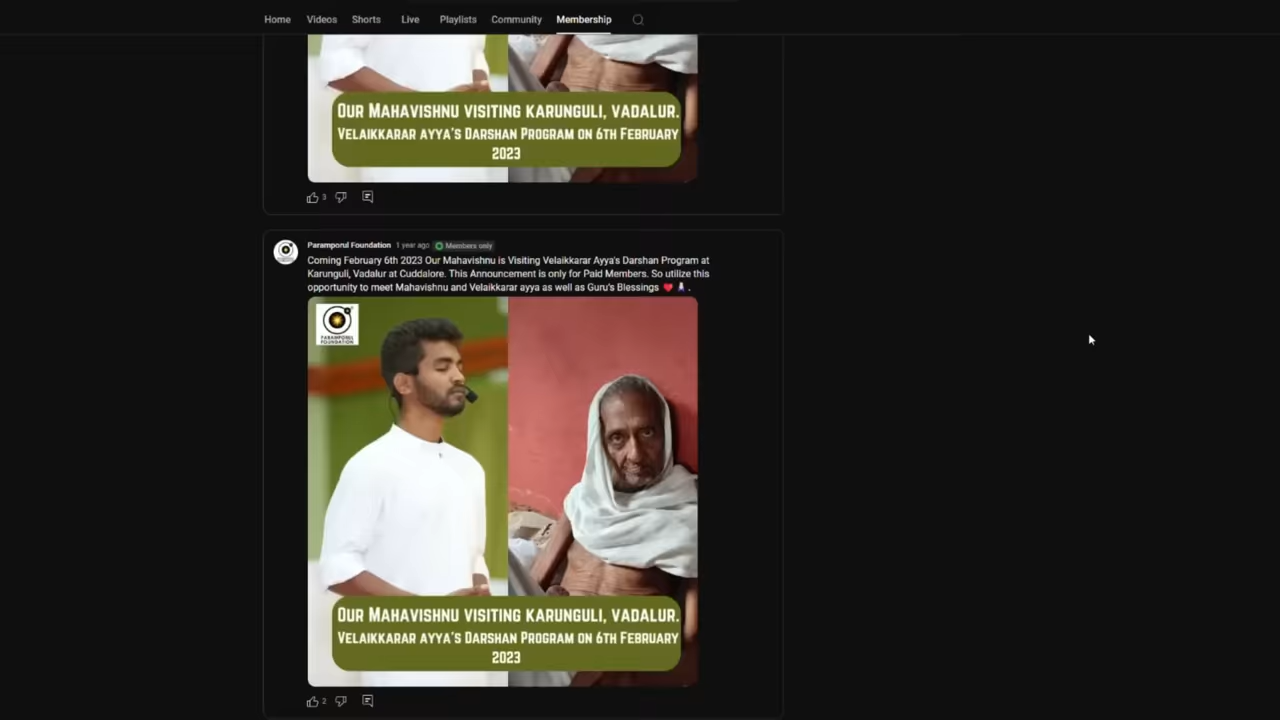 Home Videos Shorts Live Playlists Community Membership
OUR MAHAVISHNU VISITING KARUNGULI, VADALUR.
VELAIKKARAR AYYA'S DARSHAN PROGRAM ON 6TH FEBRUARY
2023
3
Paramporul Foundation 1 year ago Members only
Coming February 6th 2023 Our Mahavishnu is Visiting Velaikkarar Ayya's Darshan Program at
Karunguli, Vadalur at Cuddalore. This Announcement is only for Paid Members. So utilize this
opportunity to meet Mahavishnu and Velaikkarar ayya as well as Guru's Blessings ❤️ .
PARAMPORUL
FOUNDATION
OUR MAHAVISHNU VISITING KARUNGULI, VADALUR.
VELAIKKARAR AYYA'S DARSHAN PROGRAM ON 6TH FEBRUARY
2023
2